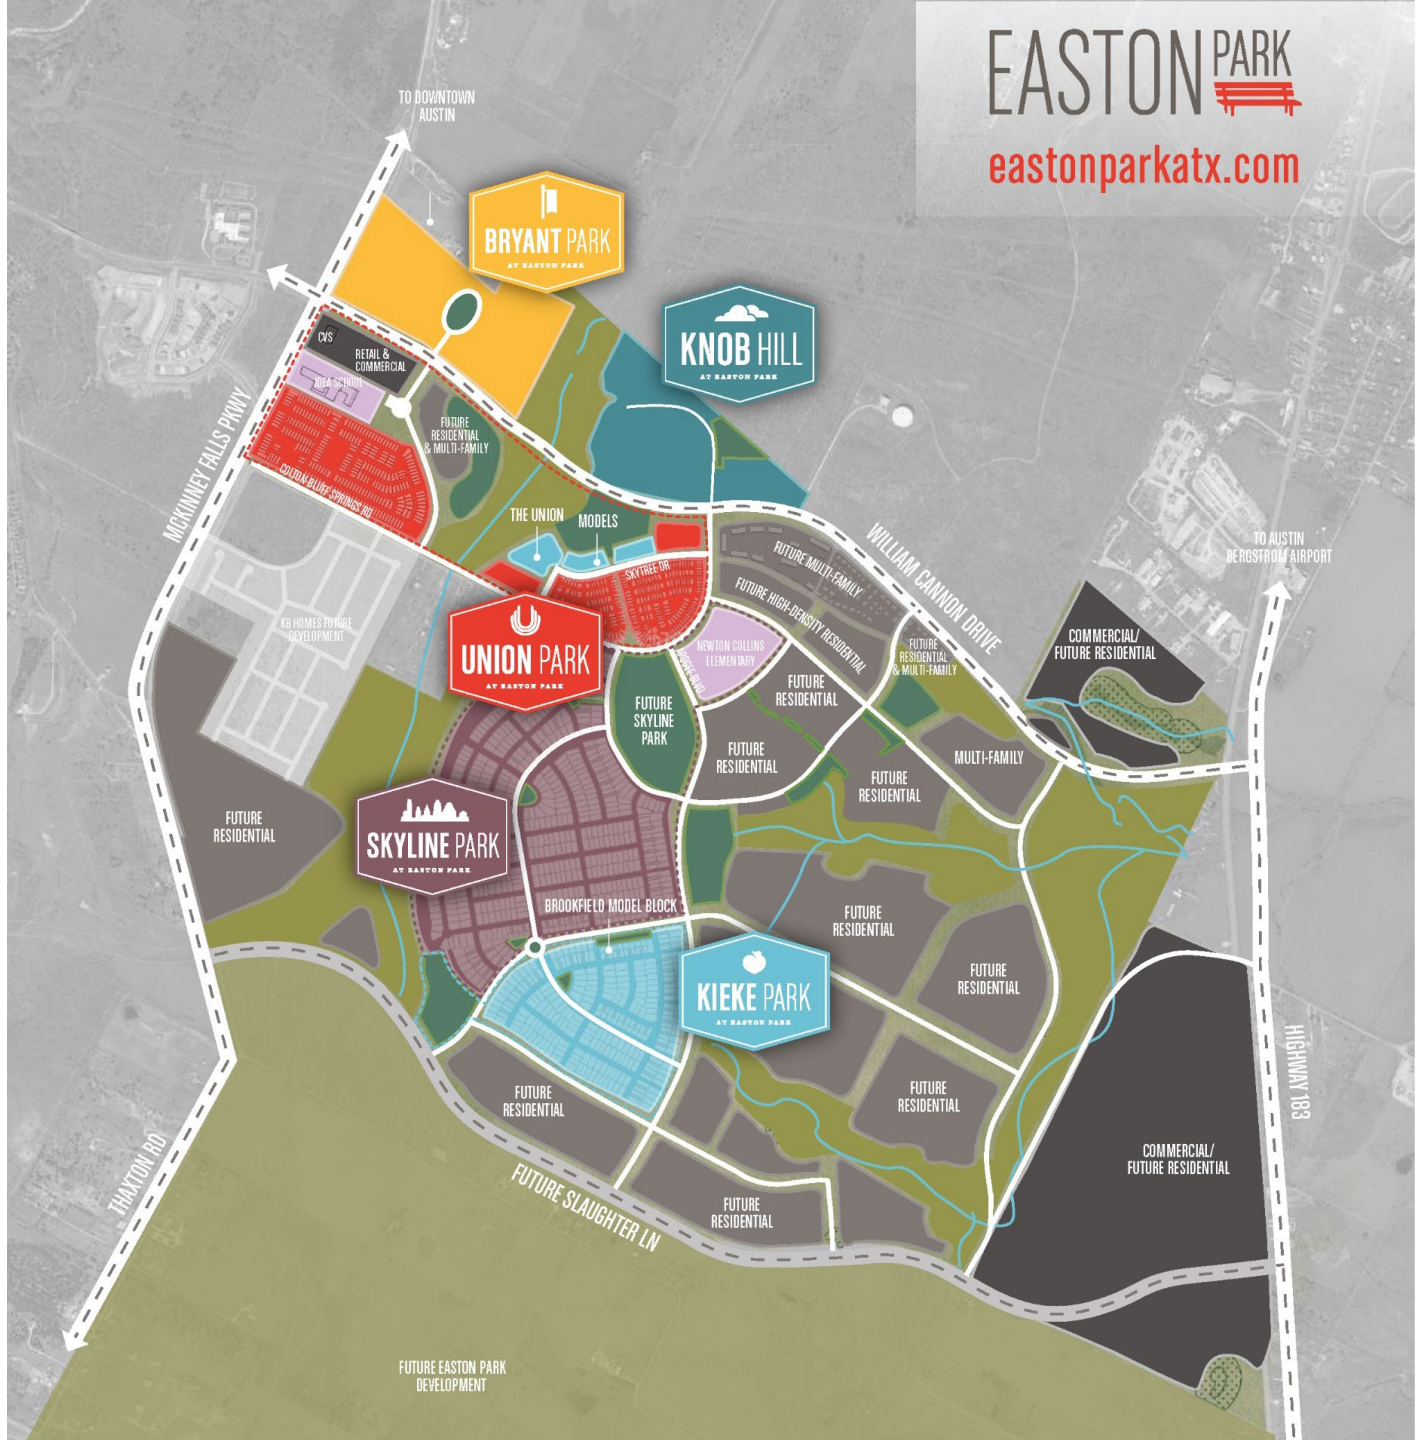 EASTON PARK
eastonparkatx.com
TO DOWNTOWN
AUSTIN
BRYANT PARK
AT EASTON PARK
KNOB HILL
AT EASTON PARK
CVS
RETAIL &
COMMERCIAL
IDEA SCHOOL
FUTURE
RESIDENTIAL
& MULTI-FAMILY
MCKINNEY FALLS PKWY
COLTON-BLUFF SPRINGS RD
THE UNION
MODELS
SKYTREE DR
WILLIAM CANNON DRIVE
TO AUSTIN
BERGSTROM AIRPORT
FUTURE MULTI-FAMILY
FUTURE HIGH-DENSITY RESIDENTIAL
FUTURE
RESIDENTIAL
& MULTI-FAMILY
COMMERCIAL/
FUTURE RESIDENTIAL
KB HOMES FUTURE
DEVELOPMENT
UNION PARK
AT EASTON PARK
NEWTON COLLINS
ELEMENTARY
APOGEE BLVD
FUTURE
RESIDENTIAL
FUTURE
SKYLINE
PARK
FUTURE
RESIDENTIAL
MULTI-FAMILY
FUTURE
RESIDENTIAL
FUTURE
RESIDENTIAL
SKYLINE PARK
AT EASTON PARK
BROOKFIELD MODEL BLOCK
FUTURE
RESIDENTIAL
FUTURE
RESIDENTIAL
KIEKE PARK
AT EASTON PARK
HIGHWAY 183
FUTURE
RESIDENTIAL
FUTURE
RESIDENTIAL
COMMERCIAL/
FUTURE RESIDENTIAL
THAXTON RD
FUTURE SLAUGHTER LN
FUTURE
RESIDENTIAL
FUTURE EASTON PARK
DEVELOPMENT